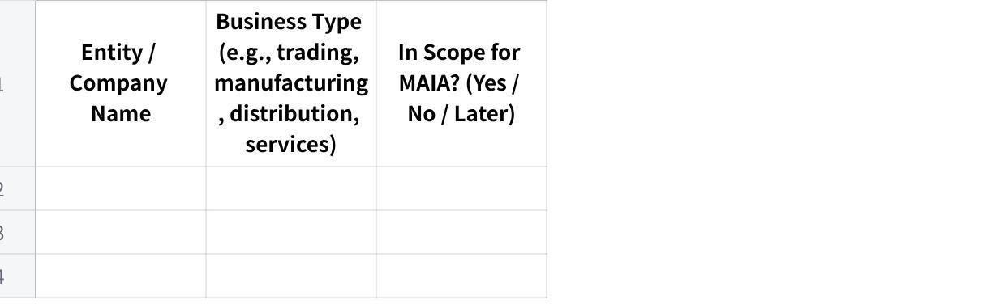 Entity /
Company
Name
Business Type
(e.g., trading,
manufacturing
, distribution,
services)
In Scope for
MAIA? (Yes /
No / Later)
1
2
3
4